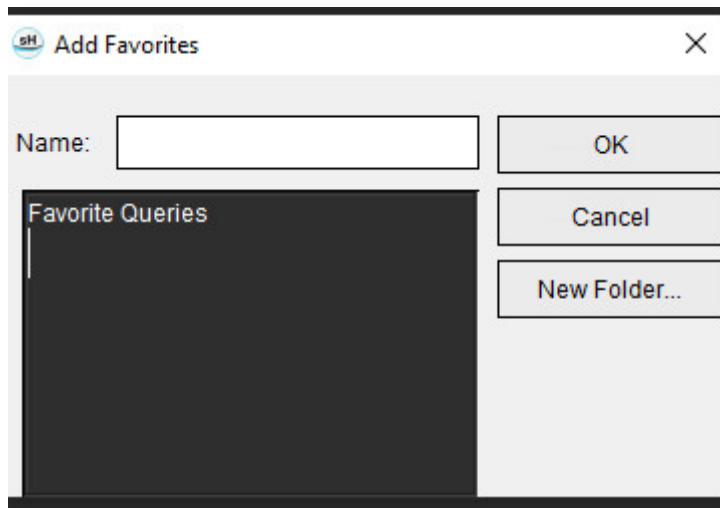 sH Add Favorites
Name:
OK
Favorite Queries
Cancel
New Folder...